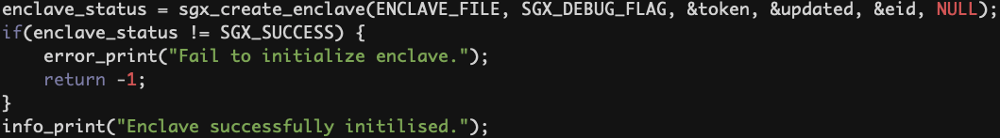 enclave_status = sgx_create_enclave(ENCLAVE_FILE, SGX_DEBUG_FLAG, &token, &updated, &eid, NULL);
if(enclave_status != SGX_SUCCESS) {
    error_print("Fail to initialize enclave.");
    return -1;
}
info_print("Enclave successfully initilised.");